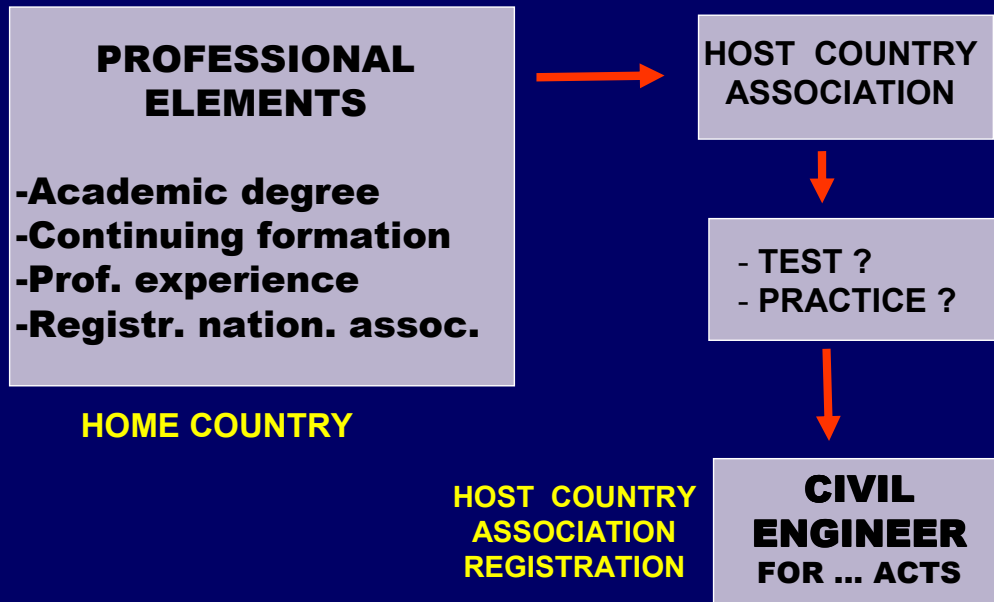 PROFESSIONAL
ELEMENTS
-Academic degree
-Continuing formation
-Prof. experience
-Registr. nation. assoc.
HOME COUNTRY
HOST COUNTRY
ASSOCIATION
- TEST ?
- PRACTICE ?
HOST COUNTRY
ASSOCIATION
REGISTRATION
CIVIL
ENGINEER
FOR ... ACTS